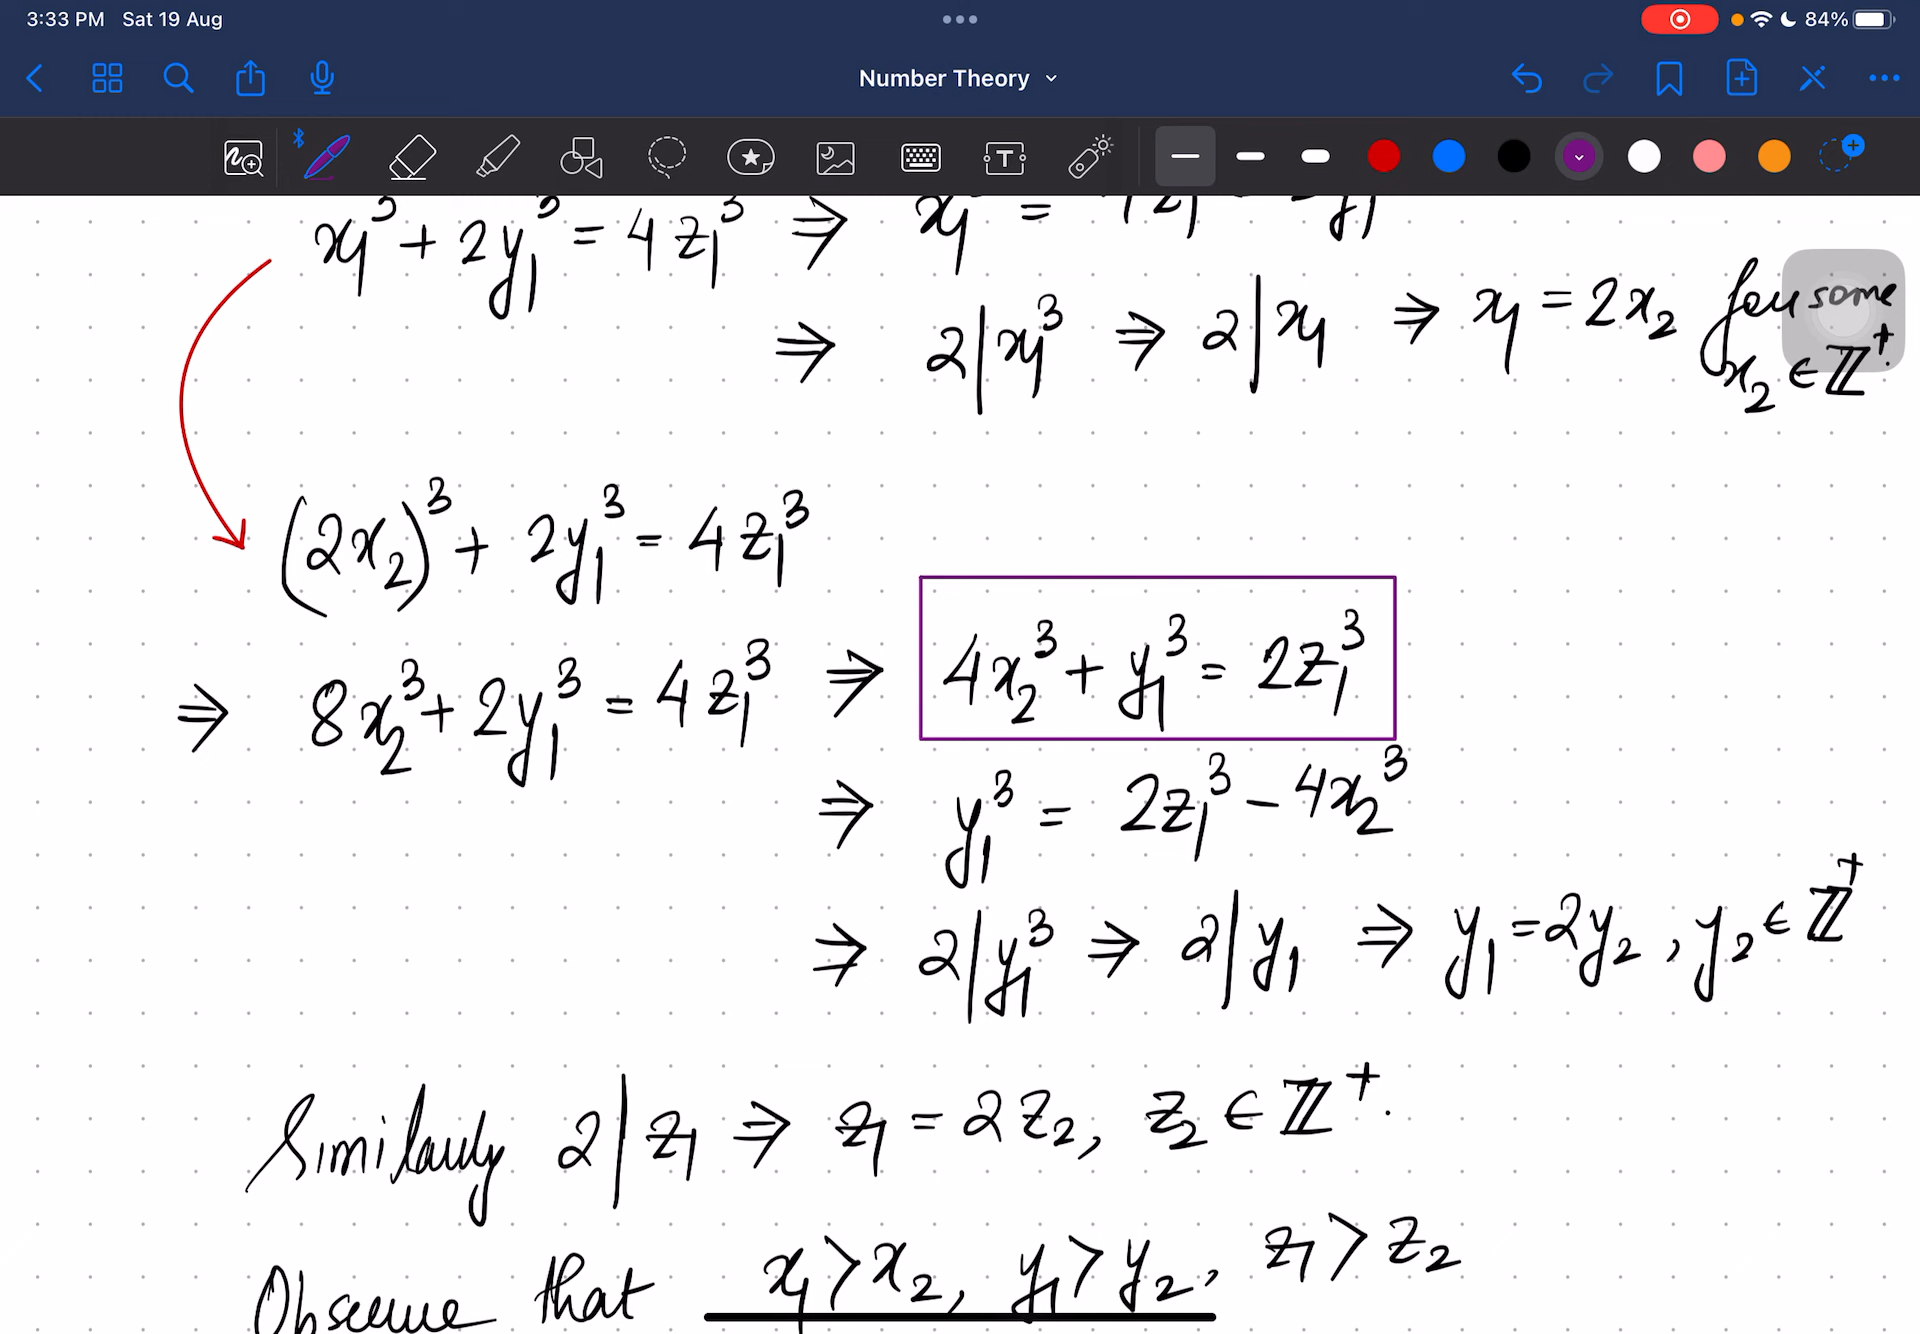 3:33 PM Sat 19 Aug
84%
Number Theory
T
x₁³ + 2y₁³ = 4z₁³ ⇒ x₁ =
⇒ 2|x₁³ ⇒ 2|x₁ ⇒ x₁ = 2x₂ for some
x₂ ∈ ℤ⁺.
(2x₂)³ + 2y₁³ = 4z₁³
⇒ 8x₂³ + 2y₁³ = 4z₁³ ⇒ 4x₂³ + y₁³ = 2z₁³
⇒ y₁³ = 2z₁³ − 4x₂³
⇒ 2|y₁³ ⇒ 2|y₁ ⇒ y₁ = 2y₂, y₂ ∈ ℤ⁺
Similarly 2|z₁ ⇒ z₁ = 2z₂, z₂ ∈ ℤ⁺.
Observe that x₁ > x₂, y₁ > y₂, z₁ > z₂